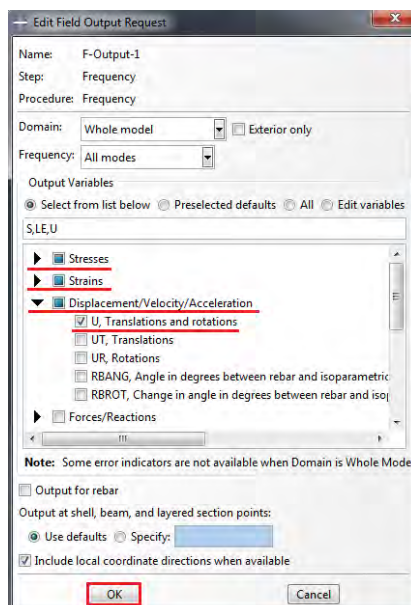 Edit Field Output Request
Name: F-Output-1
Step: Frequency
Procedure: Frequency
Domain: Whole model Exterior only
Frequency: All modes
Output Variables
Select from list below Preselected defaults All Edit variables
S,LE,U
Stresses
Strains
Displacement/Velocity/Acceleration
U, Translations and rotations
UT, Translations
UR, Rotations
RBANG, Angle in degrees between rebar and isoparametric
RBROT, Change in angle in degrees between rebar and isop
Forces/Reactions
Note: Some error indicators are not available when Domain is Whole Mode
Output for rebar
Output at shell, beam, and layered section points:
Use defaults Specify:
Include local coordinate directions when available
OK Cancel